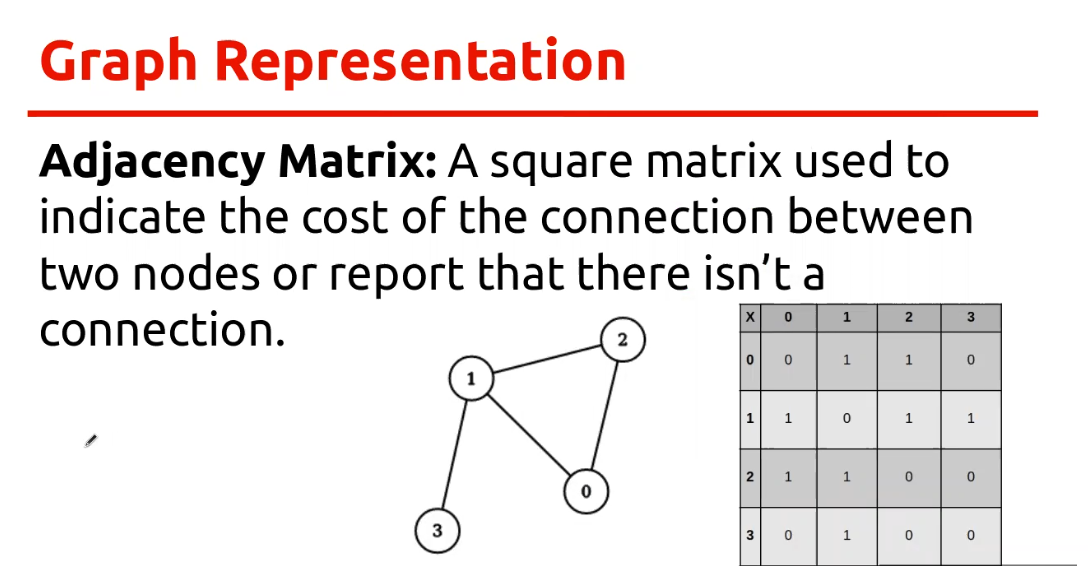 Graph Representation
Adjacency Matrix: A square matrix used to
indicate the cost of the connection between
two nodes or report that there isn’t a
connection.
2
1
0
3
X 0 1 2 3
0 0 1 1 0
1 1 0 1 1
2 1 1 0 0
3 0 1 0 0